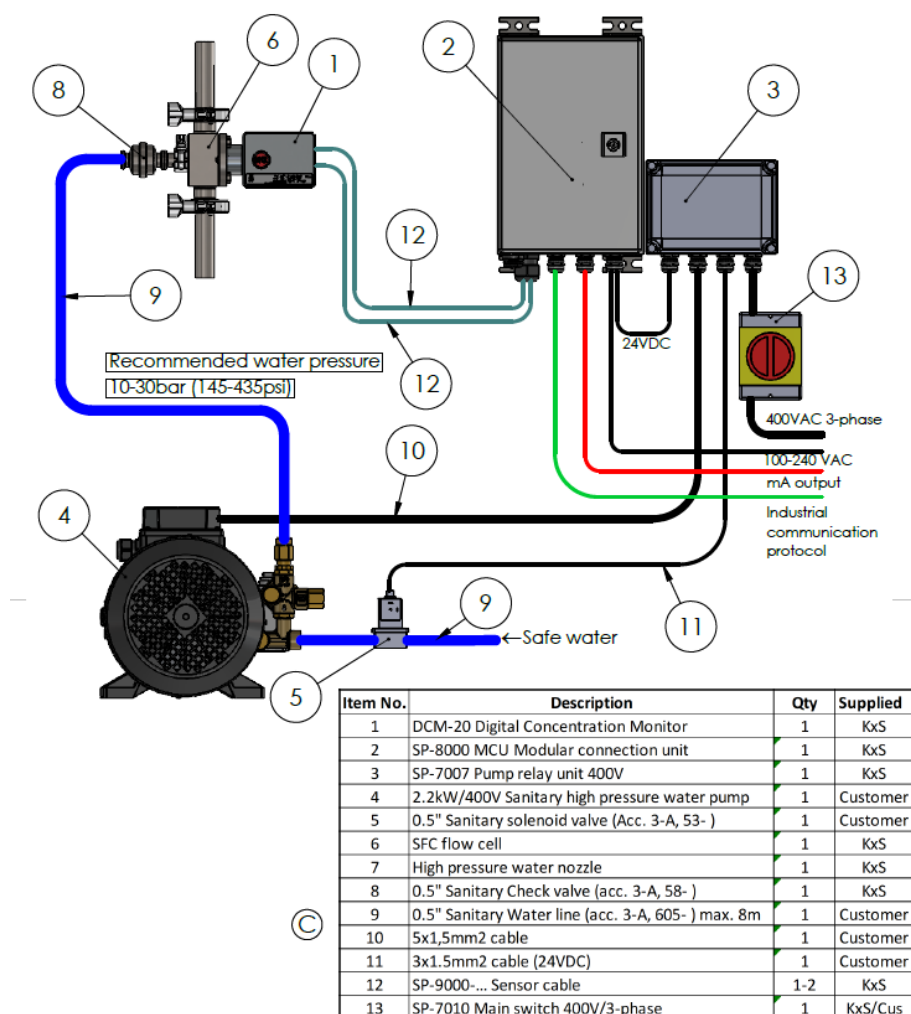 6
1
2
8
3
12
9
13
24VDC
Recommended water pressure
10-30bar (145-435psi)
12
400VAC 3-phase
10
100-240 VAC
mA output
4
Industrial
communication
protocol
9
←Safe water
11
5
Item No. Description Qty Supplied
1 DCM-20 Digital Concentration Monitor 1 KxS
2 SP-8000 MCU Modular connection unit 1 KxS
3 SP-7007 Pump relay unit 400V 1 KxS
4 2.2kW/400V Sanitary high pressure water pump 1 Customer
5 0.5" Sanitary solenoid valve (Acc. 3-A, 53- ) 1 Customer
6 SFC flow cell 1 KxS
7 High pressure water nozzle 1 KxS
8 0.5" Sanitary Check valve (acc. 3-A, 58- ) 1 KxS
9 0.5" Sanitary Water line (acc. 3-A, 605- ) max. 8m 1 Customer
10 5x1,5mm2 cable 1 Customer
11 3x1.5mm2 cable (24VDC) 1 Customer
12 SP-9000-... Sensor cable 1-2 KxS
13 SP-7010 Main switch 400V/3-phase 1 KxS/Cus
©